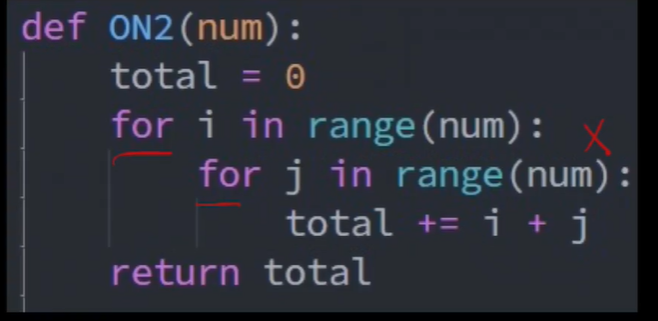 def ON2(num):
    total = 0
    for i in range(num):
        for j in range(num):
            total += i + j
    return total